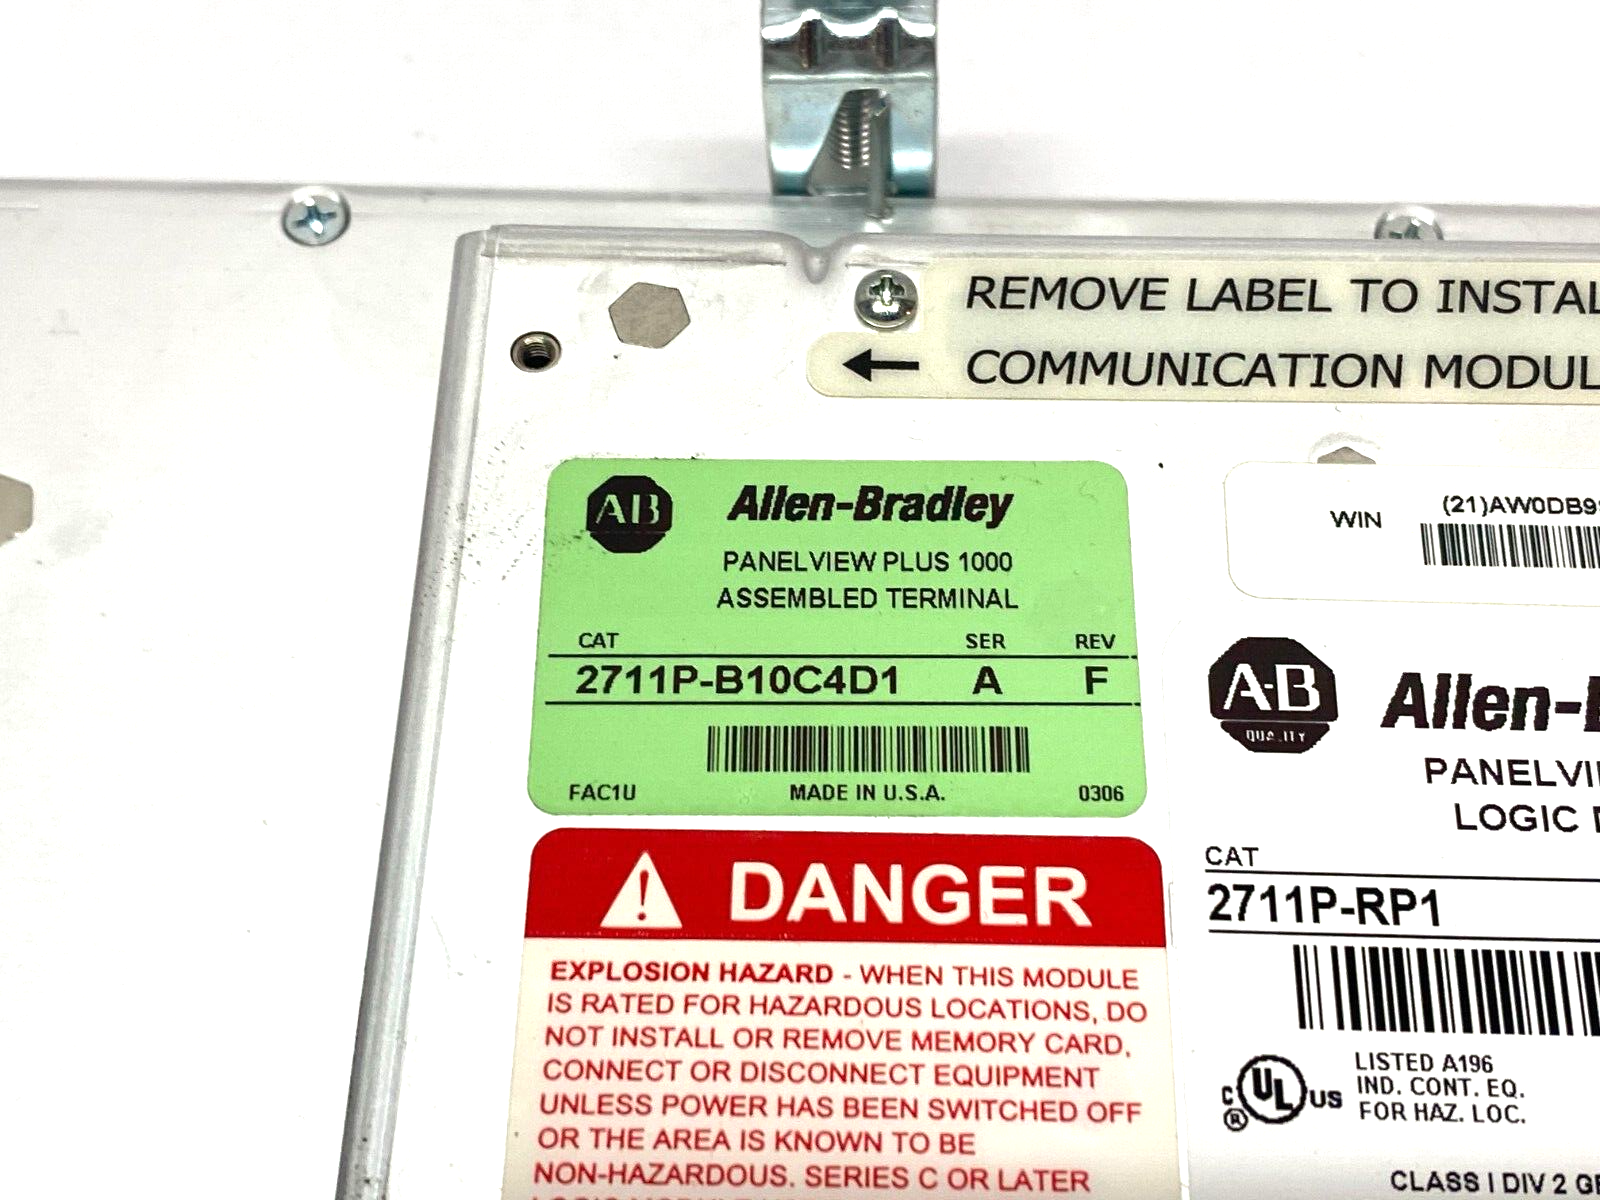 REMOVE LABEL TO INSTAL
← COMMUNICATION MODUL
AB Allen-Bradley
PANELVIEW PLUS 1000
ASSEMBLED TERMINAL
CAT SER REV
2711P-B10C4D1 A F
FAC1U MADE IN U.S.A. 0306
WIN (21)AW0DB9
A-B QUALITY
Allen-
PANELVI
LOGIC
CAT
2711P-RP1
C UL US ®
LISTED A196
IND. CONT. EQ.
FOR HAZ. LOC.
CLASS I DIV 2 G
DANGER
EXPLOSION HAZARD - WHEN THIS MODULE
IS RATED FOR HAZARDOUS LOCATIONS, DO
NOT INSTALL OR REMOVE MEMORY CARD,
CONNECT OR DISCONNECT EQUIPMENT
UNLESS POWER HAS BEEN SWITCHED OFF
OR THE AREA IS KNOWN TO BE
NON-HAZARDOUS. SERIES C OR LATER